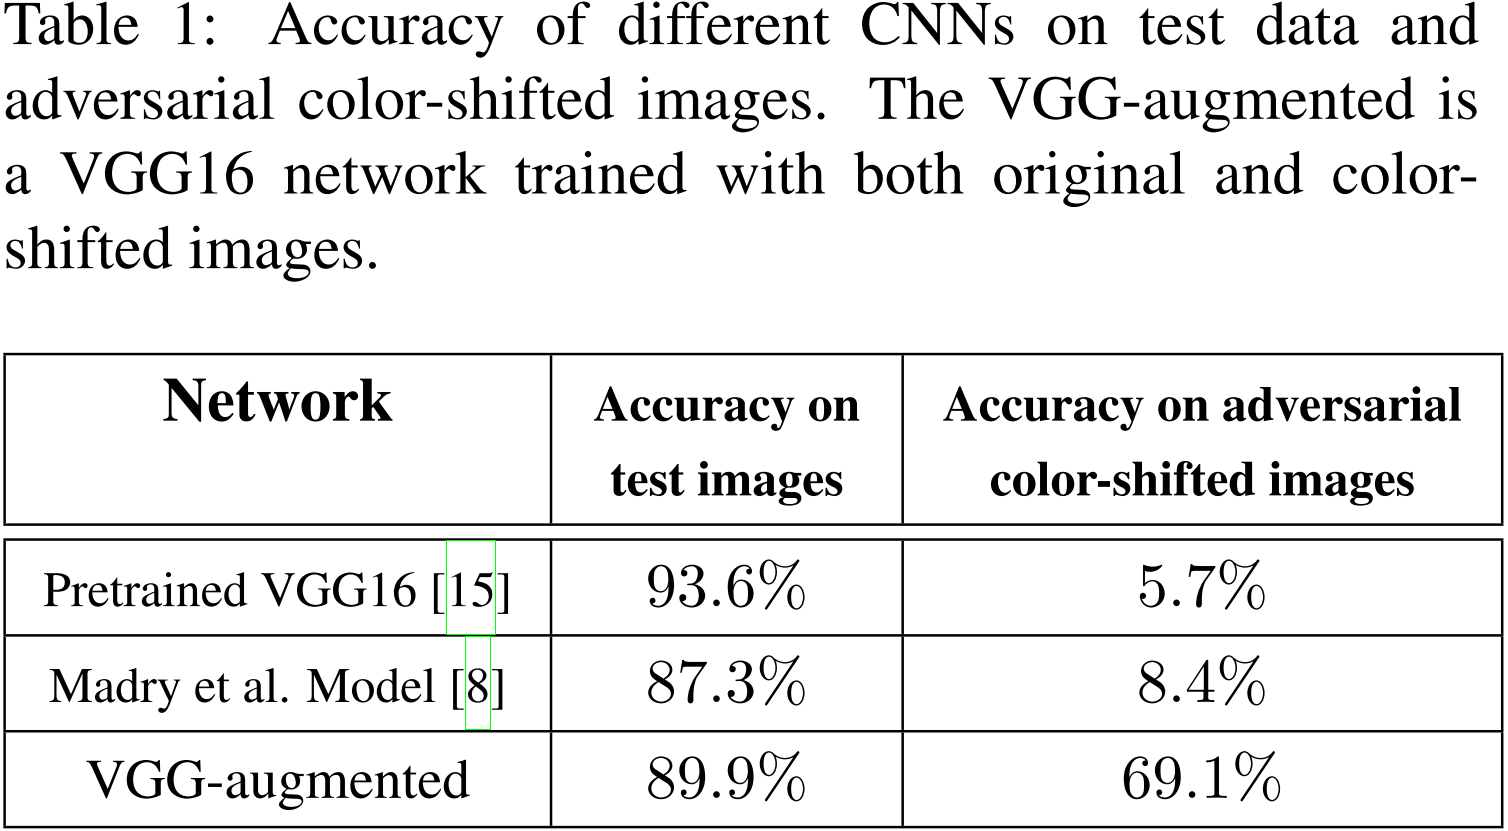 Table 1: Accuracy of different CNNs on test data and
adversarial color-shifted images. The VGG-augmented is
a VGG16 network trained with both original and color-
shifted images.
Network
Accuracy on
test images
Accuracy on adversarial
color-shifted images
Pretrained VGG16 [15] 93.6% 5.7%
Madry et al. Model [8] 87.3% 8.4%
VGG-augmented 89.9% 69.1%